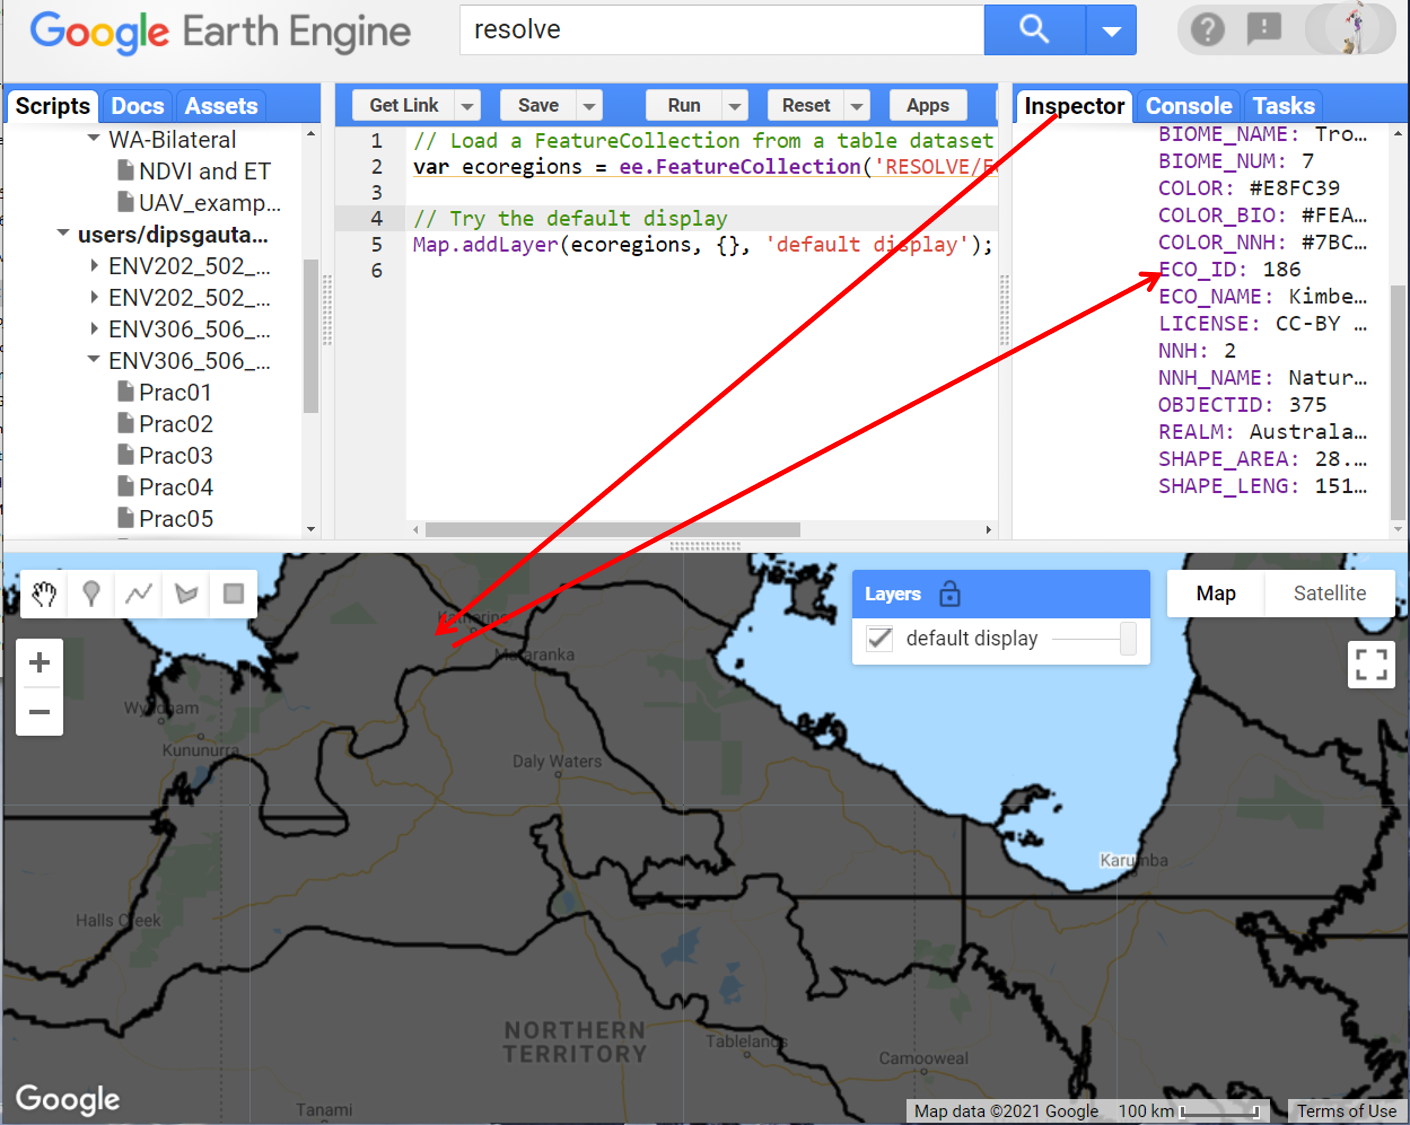 Google Earth Engine
resolve
Scripts Docs Assets
WA-Bilateral
NDVI and ET
UAV_examp...
users/dipsgauta...
ENV202_502_...
ENV202_502_...
ENV306_506_...
ENV306_506_...
Prac01
Prac02
Prac03
Prac04
Prac05
Get Link Save Run Reset Apps
1 // Load a FeatureCollection from a table dataset
2 var ecoregions = ee.FeatureCollection('RESOLVE/E
3
4 // Try the default display
5 Map.addLayer(ecoregions, {}, 'default display');
6
Inspector Console Tasks
BIOME_NAME: Tro...
BIOME_NUM: 7
COLOR: #E8FC39
COLOR_BIO: #FEA...
COLOR_NNH: #7BC...
ECO_ID: 186
ECO_NAME: Kimbe...
LICENSE: CC-BY ...
NNH: 2
NNH_NAME: Natur...
OBJECTID: 375
REALM: Australa...
SHAPE_AREA: 28....
SHAPE_LENG: 151...
Layers
default display
Map Satellite
Katherine
Mataranka
Wyndham
Kununurra
Daly Waters
Karumba
Halls Creek
NORTHERN
TERRITORY
Tablelands
Camooweal
Tanami
Google
Map data ©2021 Google 100 km Terms of Use